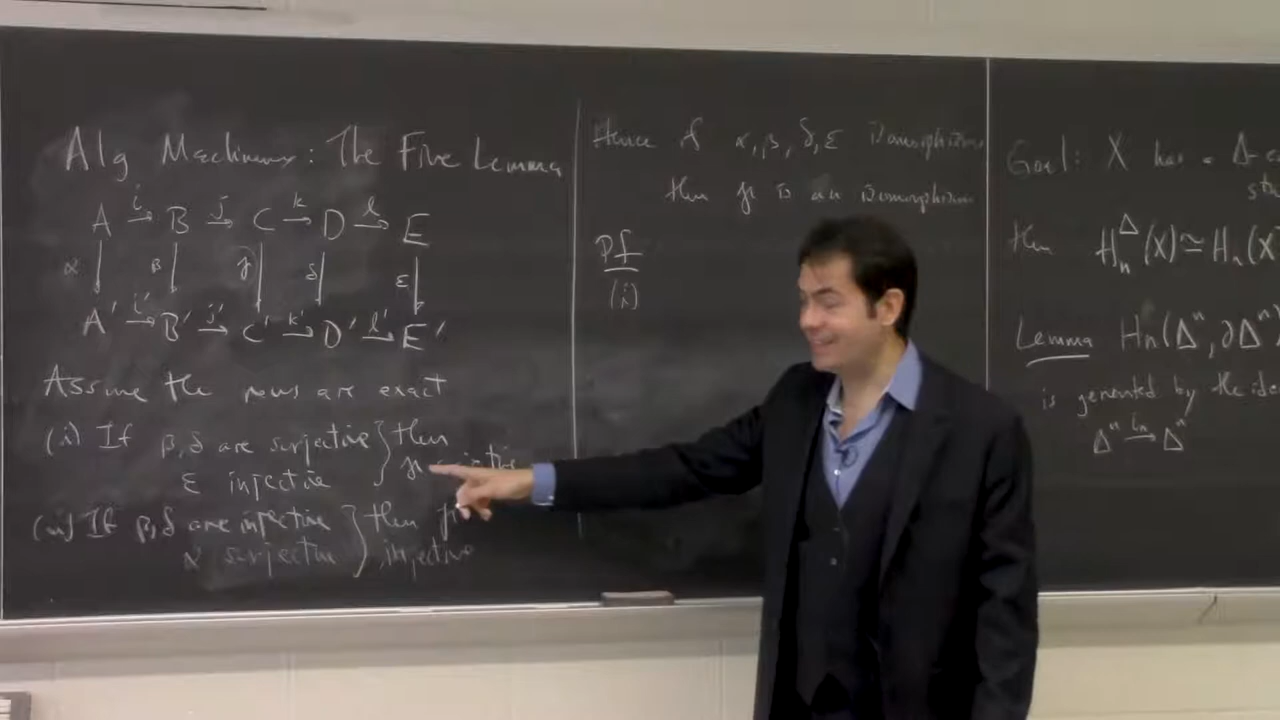 Alg Machinery: The Five Lemma
A i→ B j→ C k→ D l→ E
α β γ δ ε
A' i'→ B' j'→ C' k'→ D' l'→ E'
Assume the rows are exact
(i) If β, δ are surjective } then
ε injective γ
(ii) If β, δ are injective } then γ
α surjective injective
Hence if α, β, δ, ε isomorphisms
then γ is an isomorphism
Pf
(i)
Goal: X has a Δ-
then H_n^Δ(X) ≃ H_n(X
Lemma H_n(Δ^n, ∂Δ^n)
is generated by the
Δ^n i_n→ Δ^n